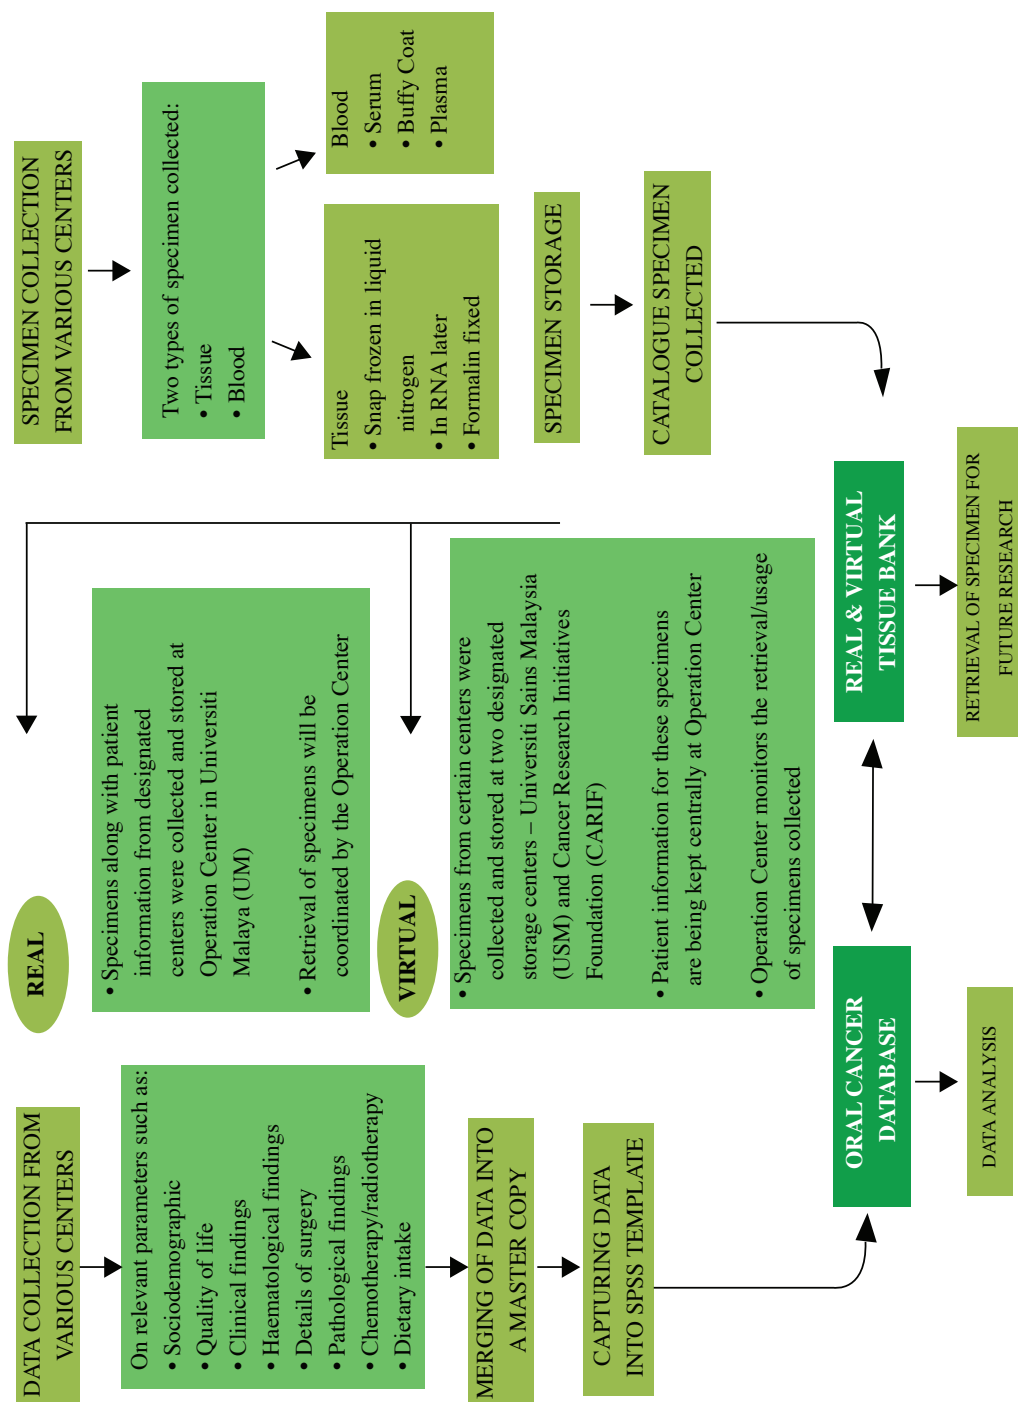 DATA COLLECTION FROM
VARIOUS CENTERS
On relevant parameters such as:
• Sociodemographic
• Quality of life
• Clinical findings
• Haematological findings
• Details of surgery
• Pathological findings
• Chemotherapy/radiotherapy
• Dietary intake
MERGING OF DATA INTO
A MASTER COPY
CAPTURING DATA
INTO SPSS TEMPLATE
ORAL CANCER
DATABASE
DATA ANALYSIS
REAL
• Specimens along with patient
information from designated
centers were collected and stored at
Operation Center in Universiti
Malaya (UM)
• Retrieval of specimens will be
coordinated by the Operation Center
VIRTUAL
• Specimens from certain centers were
collected and stored at two designated
storage centers – Universiti Sains Malaysia
(USM) and Cancer Research Initiatives
Foundation (CARIF)
• Patient information for these specimens
are being kept centrally at Operation Center
• Operation Center monitors the retrieval/usage
of specimens collected
SPECIMEN COLLECTION
FROM VARIOUS CENTERS
Two types of specimen collected:
• Tissue
• Blood
Tissue
• Snap frozen in liquid
nitrogen
• In RNA later
• Formalin fixed
Blood
• Serum
• Buffy Coat
• Plasma
SPECIMEN STORAGE
CATALOGUE SPECIMEN
COLLECTED
REAL & VIRTUAL
TISSUE BANK
RETRIEVAL OF SPECIMEN FOR
FUTURE RESEARCH